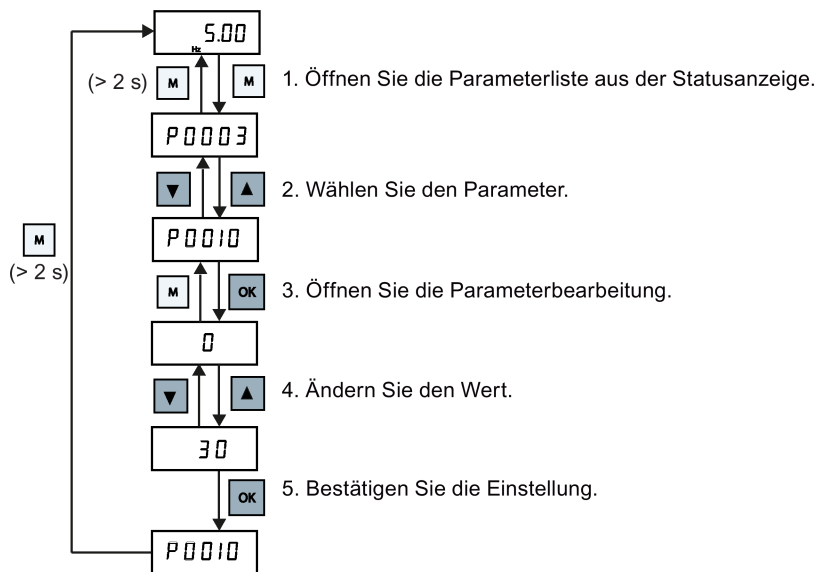 5.00
Hz
(> 2 s) M M 1. Öffnen Sie die Parameterliste aus der Statusanzeige.
P0003
2. Wählen Sie den Parameter.
P0010
M
(> 2 s)
M OK 3. Öffnen Sie die Parameterbearbeitung.
0
4. Ändern Sie den Wert.
30
OK 5. Bestätigen Sie die Einstellung.
P0010